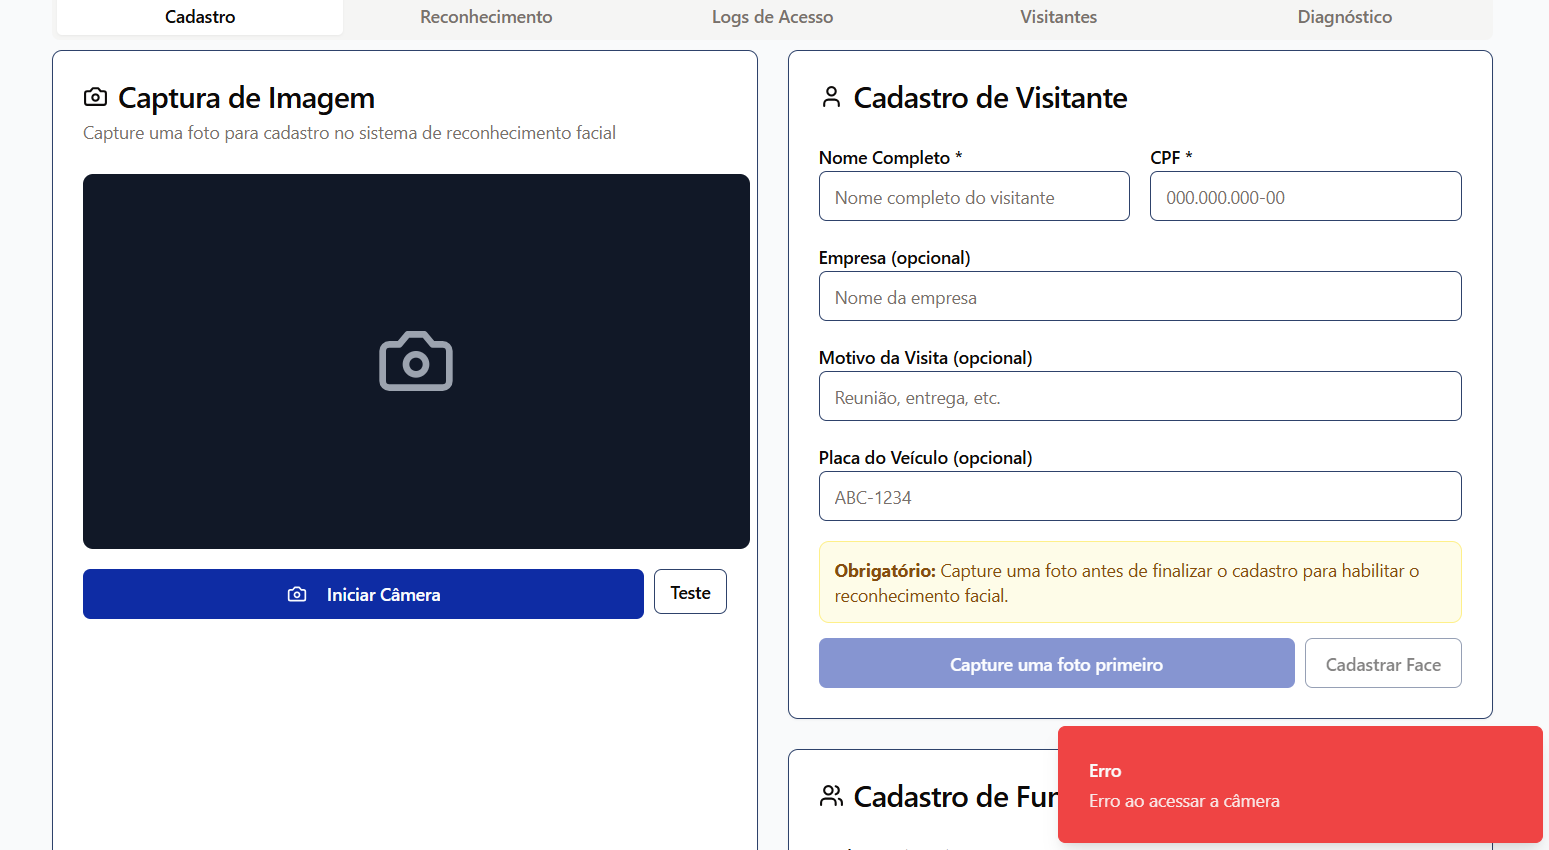 Cadastro
Reconhecimento
Logs de Acesso
Visitantes
Diagnóstico
Captura de Imagem
Capture uma foto para cadastro no sistema de reconhecimento facial
Iniciar Câmera
Teste
Cadastro de Visitante
Nome Completo *
CPF *
Nome completo do visitante
000.000.000-00
Empresa (opcional)
Nome da empresa
Motivo da Visita (opcional)
Reunião, entrega, etc.
Placa do Veículo (opcional)
ABC-1234
Obrigatório: Capture uma foto antes de finalizar o cadastro para habilitar o
reconhecimento facial.
Capture uma foto primeiro
Cadastrar Face
Cadastro de Fun
Erro
Erro ao acessar a câmera